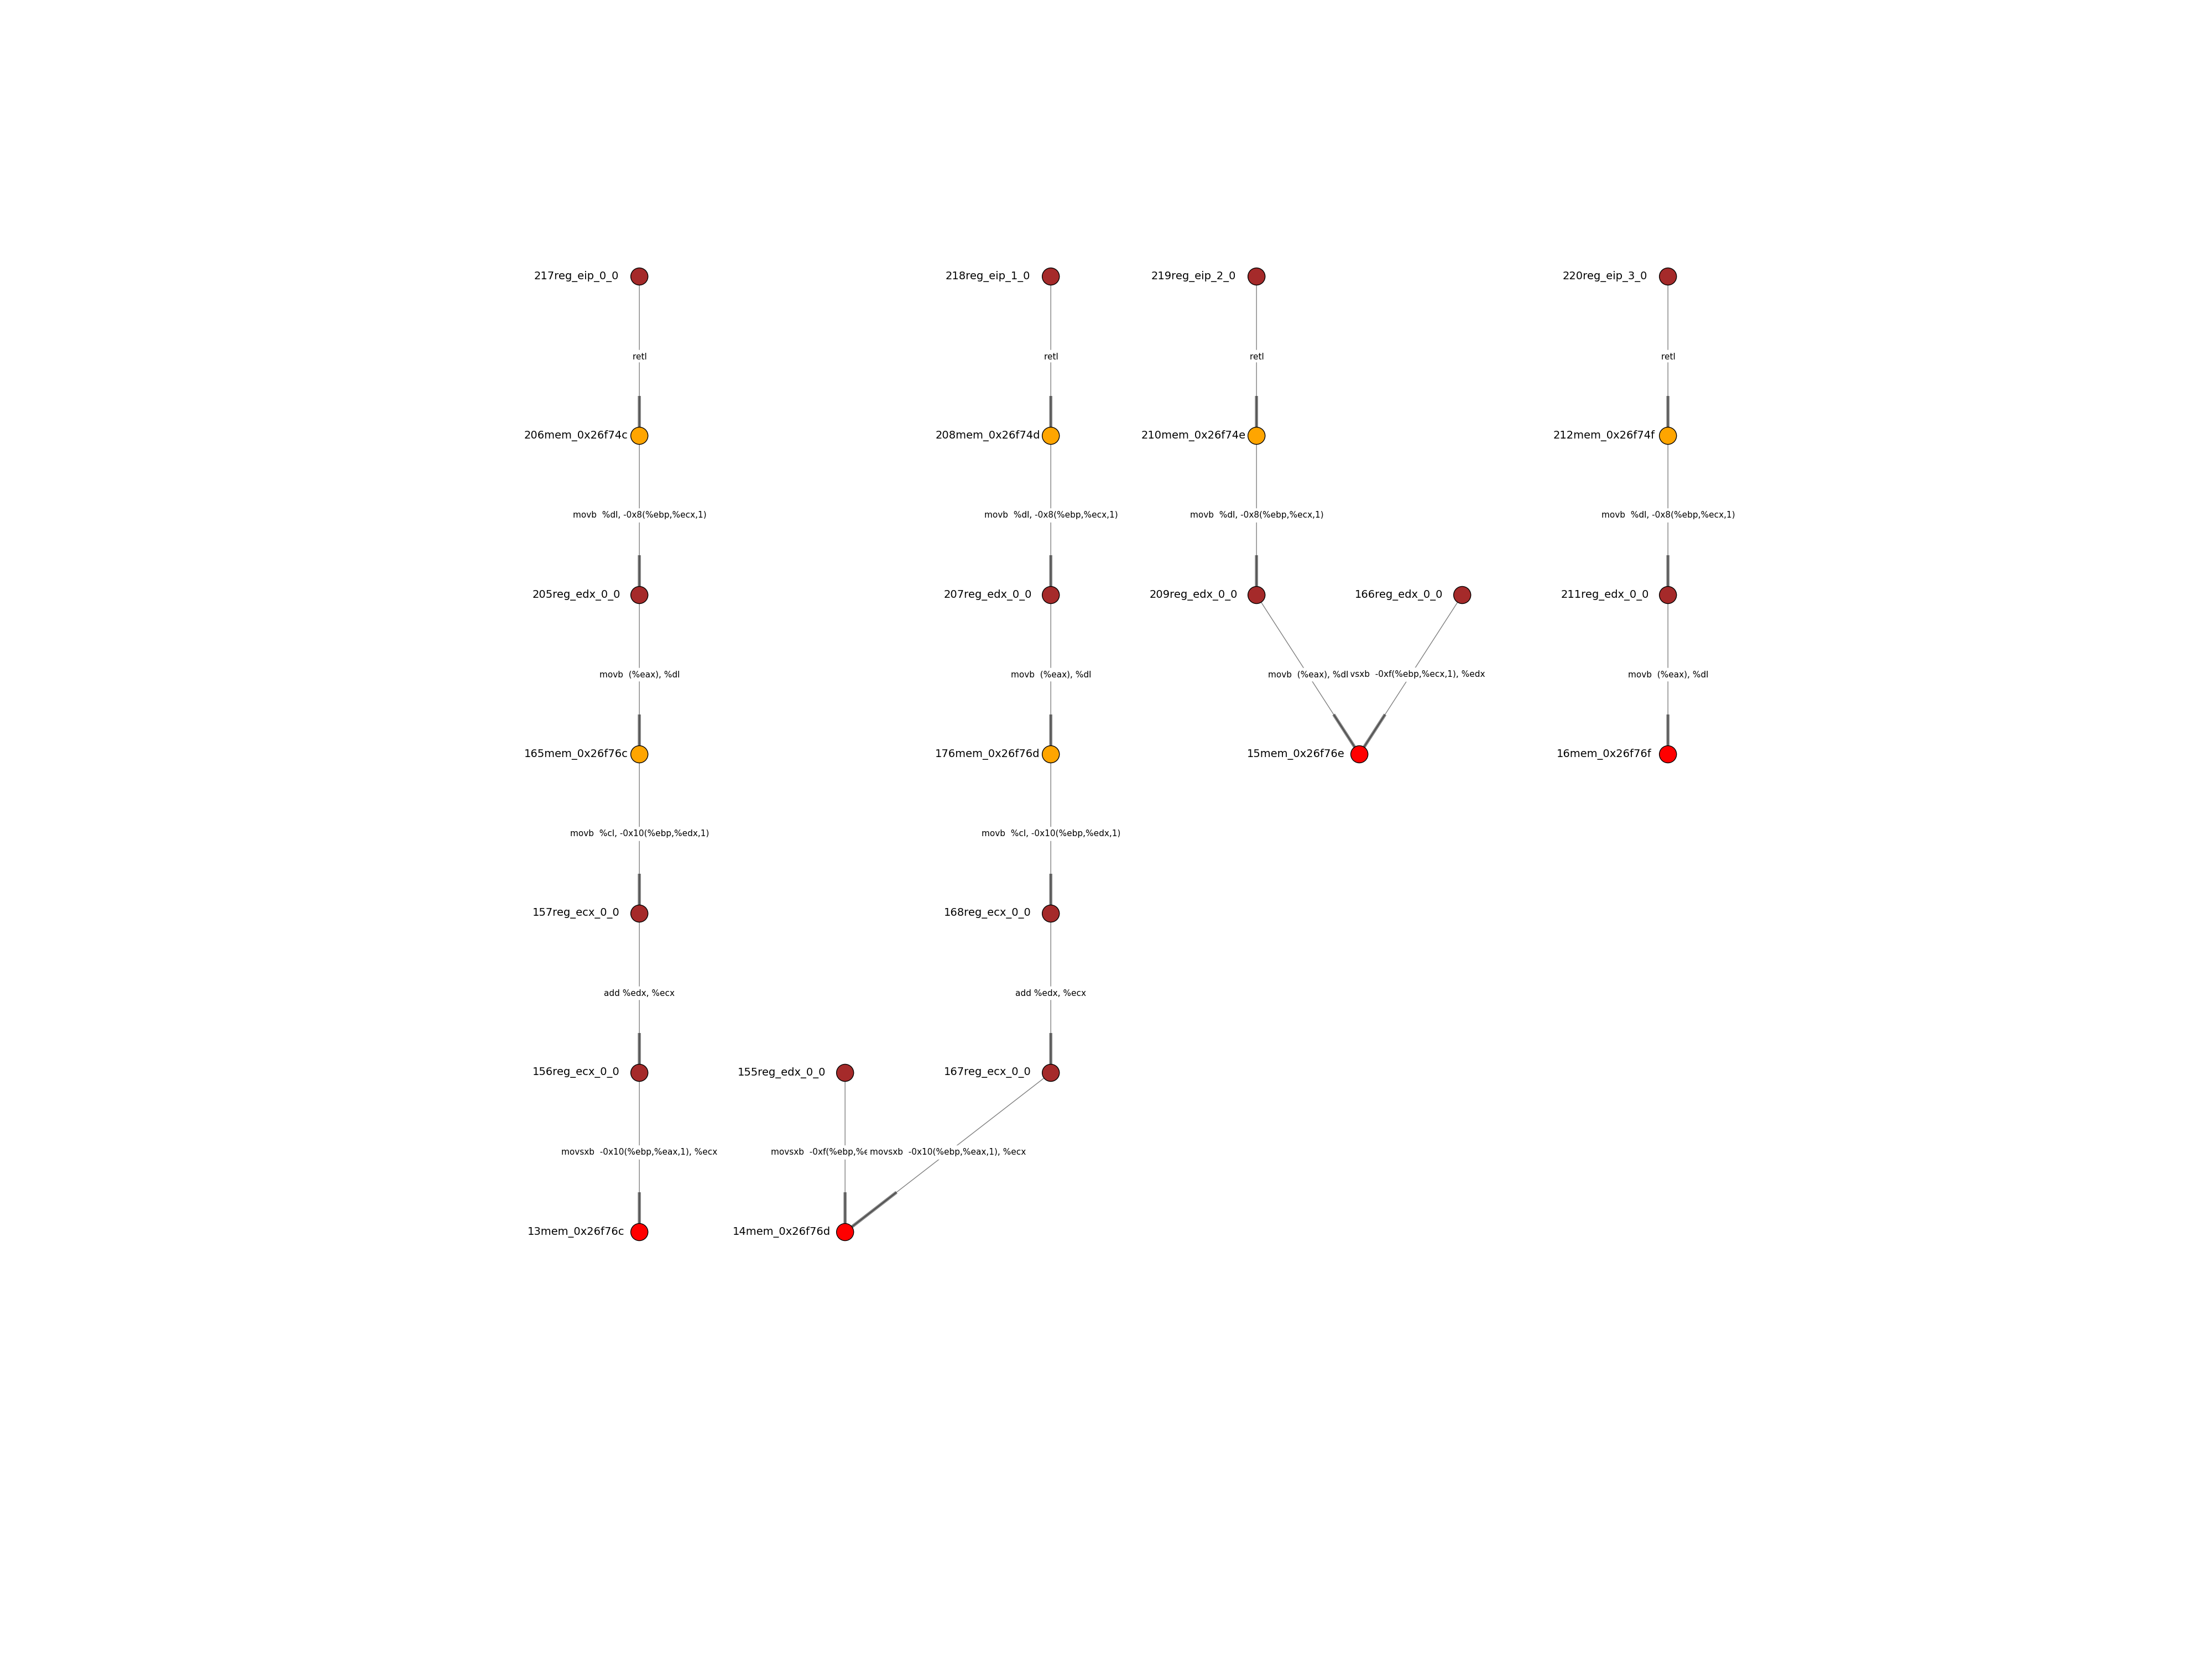 217reg_eip_0_0
218reg_eip_1_0
219reg_eip_2_0
220reg_eip_3_0
retl
retl
retl
retl
206mem_0x26f74c
208mem_0x26f74d
210mem_0x26f74e
212mem_0x26f74f
movb %dl, -0x8(%ebp,%ecx,1)
movb %dl, -0x8(%ebp,%ecx,1)
movb %dl, -0x8(%ebp,%ecx,1)
movb %dl, -0x8(%ebp,%ecx,1)
205reg_edx_0_0
207reg_edx_0_0
209reg_edx_0_0
166reg_edx_0_0
211reg_edx_0_0
movb (%eax), %dl
movb (%eax), %dl
movb (%eax), %dl
vsxb -0xf(%ebp,%ecx,1), %edx
movb (%eax), %dl
165mem_0x26f76c
176mem_0x26f76d
15mem_0x26f76e
16mem_0x26f76f
movb %cl, -0x10(%ebp,%edx,1)
movb %cl, -0x10(%ebp,%edx,1)
157reg_ecx_0_0
168reg_ecx_0_0
add %edx, %ecx
add %edx, %ecx
156reg_ecx_0_0
155reg_edx_0_0
167reg_ecx_0_0
movsxb -0x10(%ebp,%eax,1), %ecx
movsxb -0xf(%ebp,%e
movsxb -0x10(%ebp,%eax,1), %ecx
13mem_0x26f76c
14mem_0x26f76d